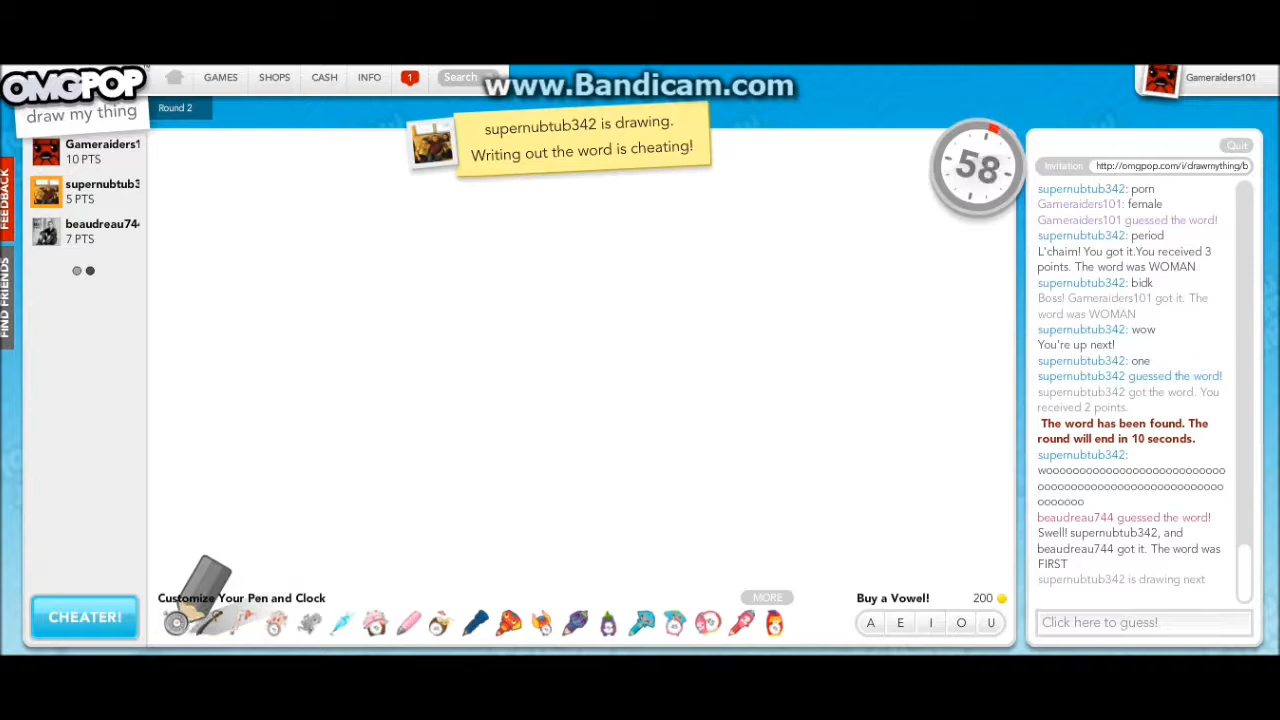 OMGPOP
draw my thing
GAMES SHOPS CASH INFO 1 Search
www.Bandicam.com
Gameraiders101
Round 2
supernubtub342 is drawing.
Writing out the word is cheating!
58
FEEDBACK
FIND FRIENDS
Gameraiders1
10 PTS
supernubtub3
5 PTS
beaudreau744
7 PTS
CHEATER!
Customize Your Pen and Clock
MORE
Buy a Vowel! 200
A E I O U
Quit
Invitation http://omgpop.com/i/drawmything/b
supernubtub342: porn
Gameraiders101: female
Gameraiders101 guessed the word!
supernubtub342: period
L'chaim! You got it.You received 3
points. The word was WOMAN
supernubtub342: bidk
Boss! Gameraiders101 got it. The
word was WOMAN
supernubtub342: wow
You're up next!
supernubtub342: one
supernubtub342 guessed the word!
supernubtub342 got the word. You
received 2 points.
The word has been found. The
round will end in 10 seconds.
supernubtub342:
woooooooooooooooooooooooooo
oooooooooooooooooooooooooooo
ooooooo
beaudreau744 guessed the word!
Swell! supernubtub342, and
beaudreau744 got it. The word was
FIRST
supernubtub342 is drawing next
Click here to guess!